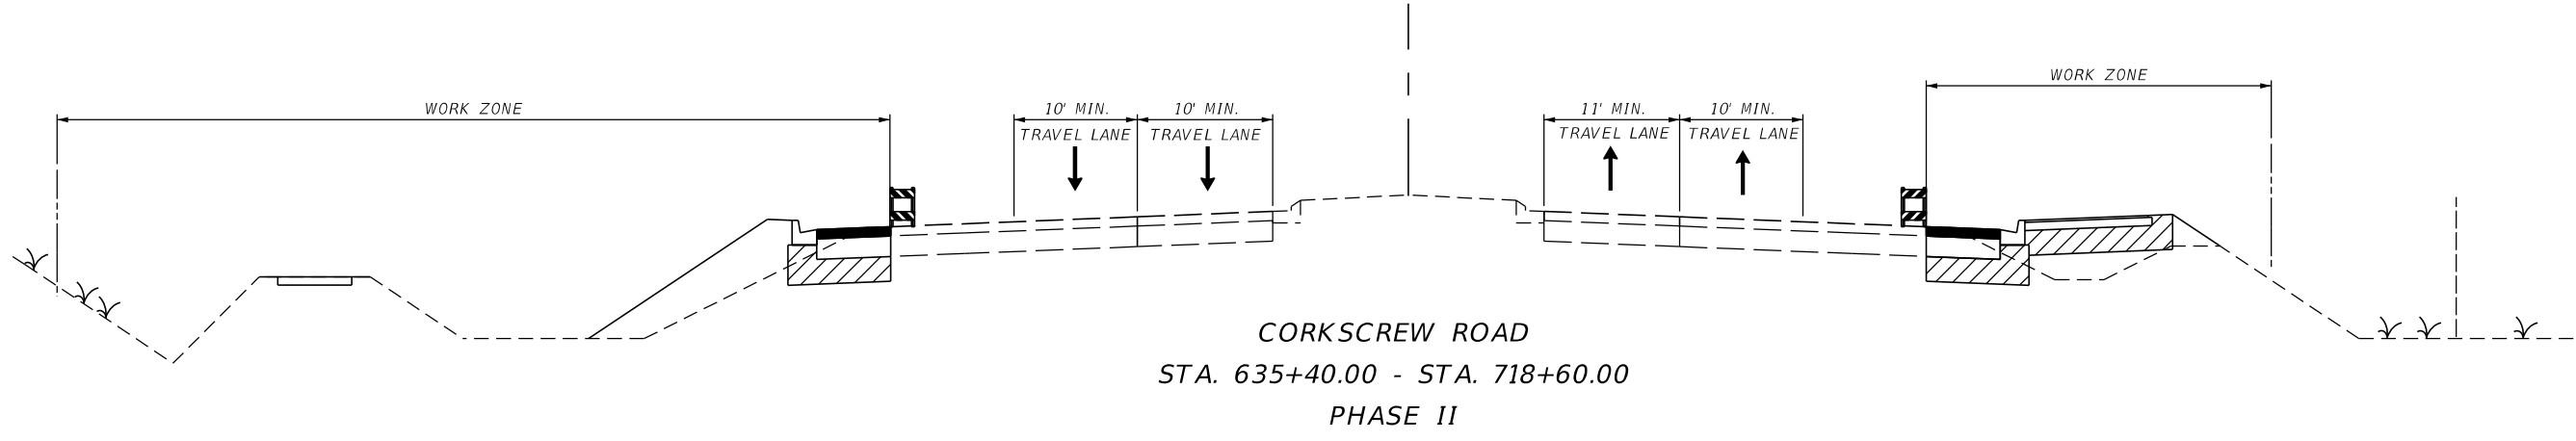 WORK ZONE
WORK ZONE
10' MIN.
TRAVEL LANE
10' MIN.
TRAVEL LANE
11' MIN.
TRAVEL LANE
10' MIN.
TRAVEL LANE
CORKSCREW ROAD
STA. 635+40.00 - STA. 718+60.00
PHASE II